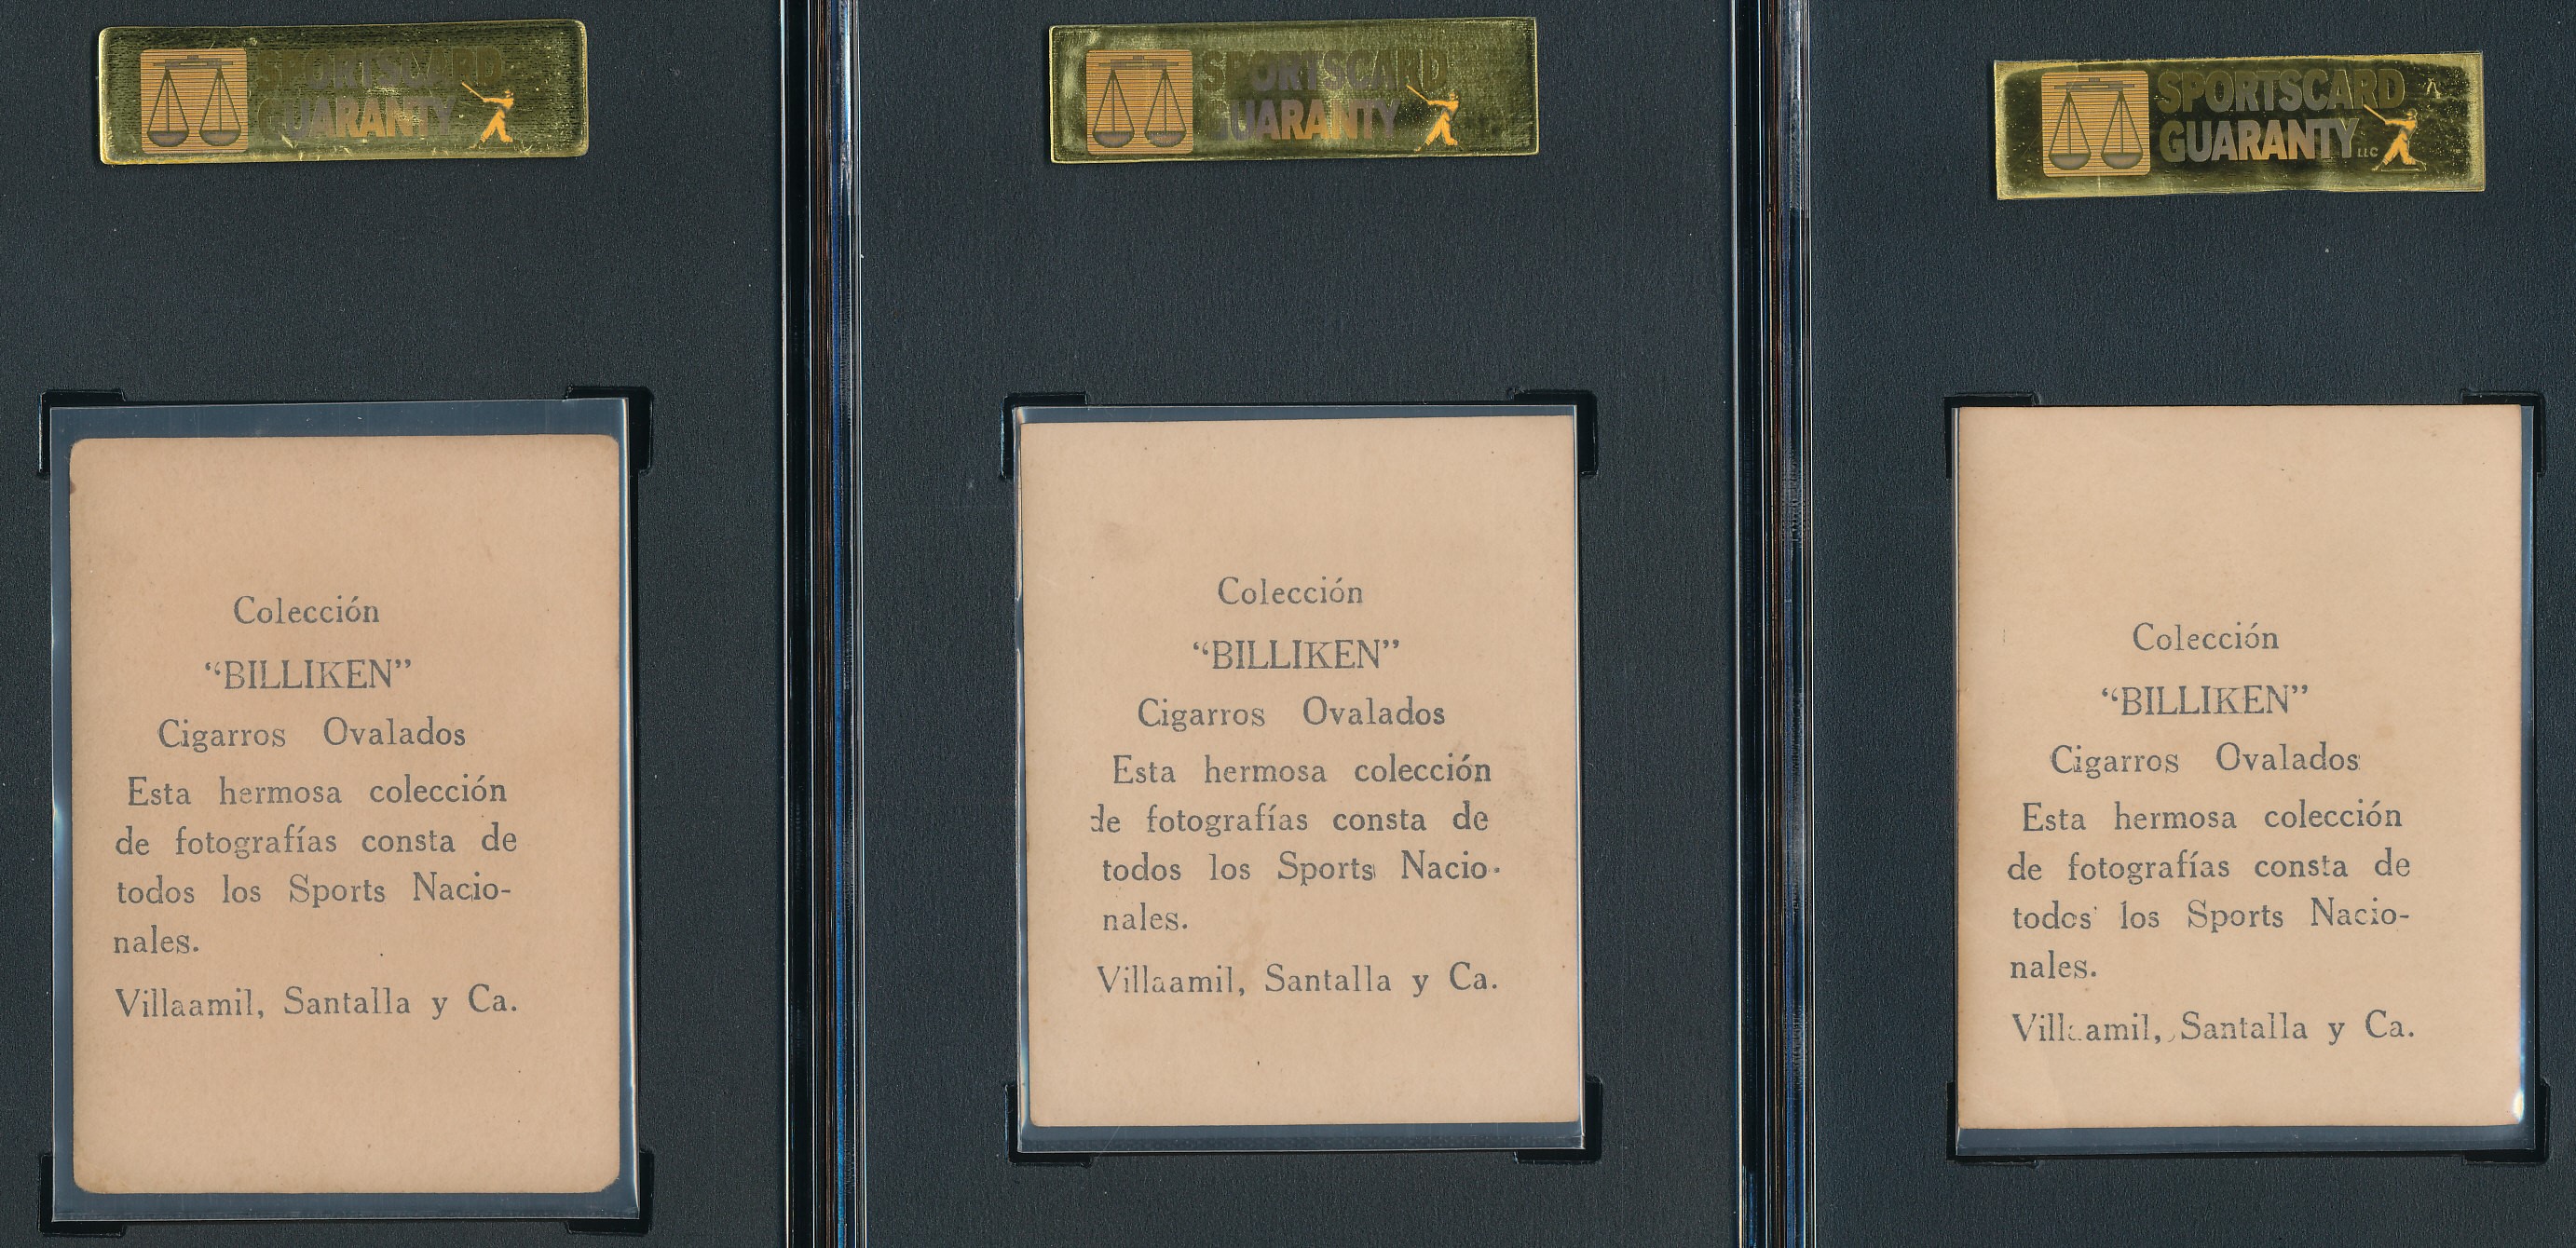 SPORTSCARD
GUARANTY
Colección
“BILLIKEN”
Cigarros Ovalados
Esta hermosa colección
de fotografías consta de
todos los Sports Nacio-
nales.
Villaamil, Santalla y Ca.
SPORTSCARD
GUARANTY
Colección
“BILLIKEN”
Cigarros Ovalados
Esta hermosa colección
de fotografías consta de
todos los Sports Nacio-
nales.
Villaamil, Santalla y Ca.
SPORTSCARD
GUARANTY LLC
Colección
“BILLIKEN”
Cigarros Ovalados
Esta hermosa colección
de fotografías consta de
todos los Sports Nacio-
nales.
Villaamil, Santalla y Ca.